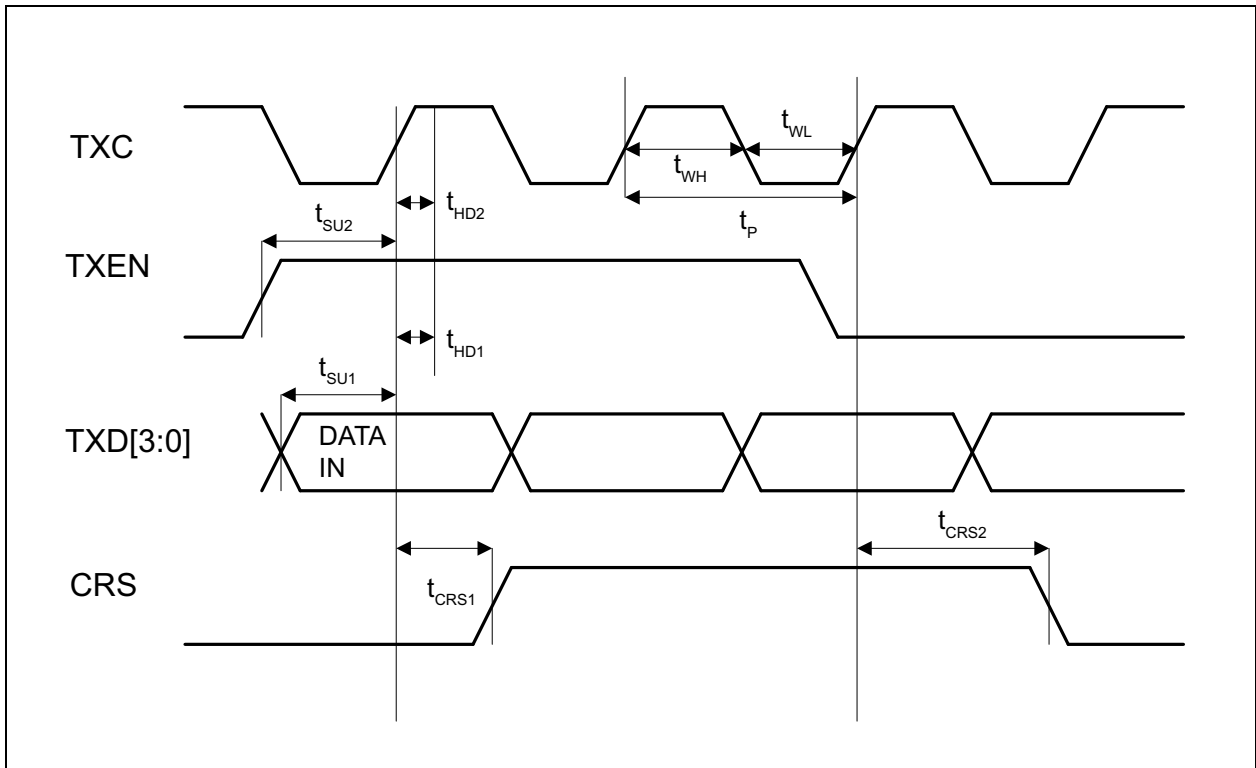 TXC
t_WL
t_WH
t_HD2
t_P
t_SU2
TXEN
t_HD1
t_SU1
TXD[3:0]
DATA
IN
t_CRS2
CRS
t_CRS1